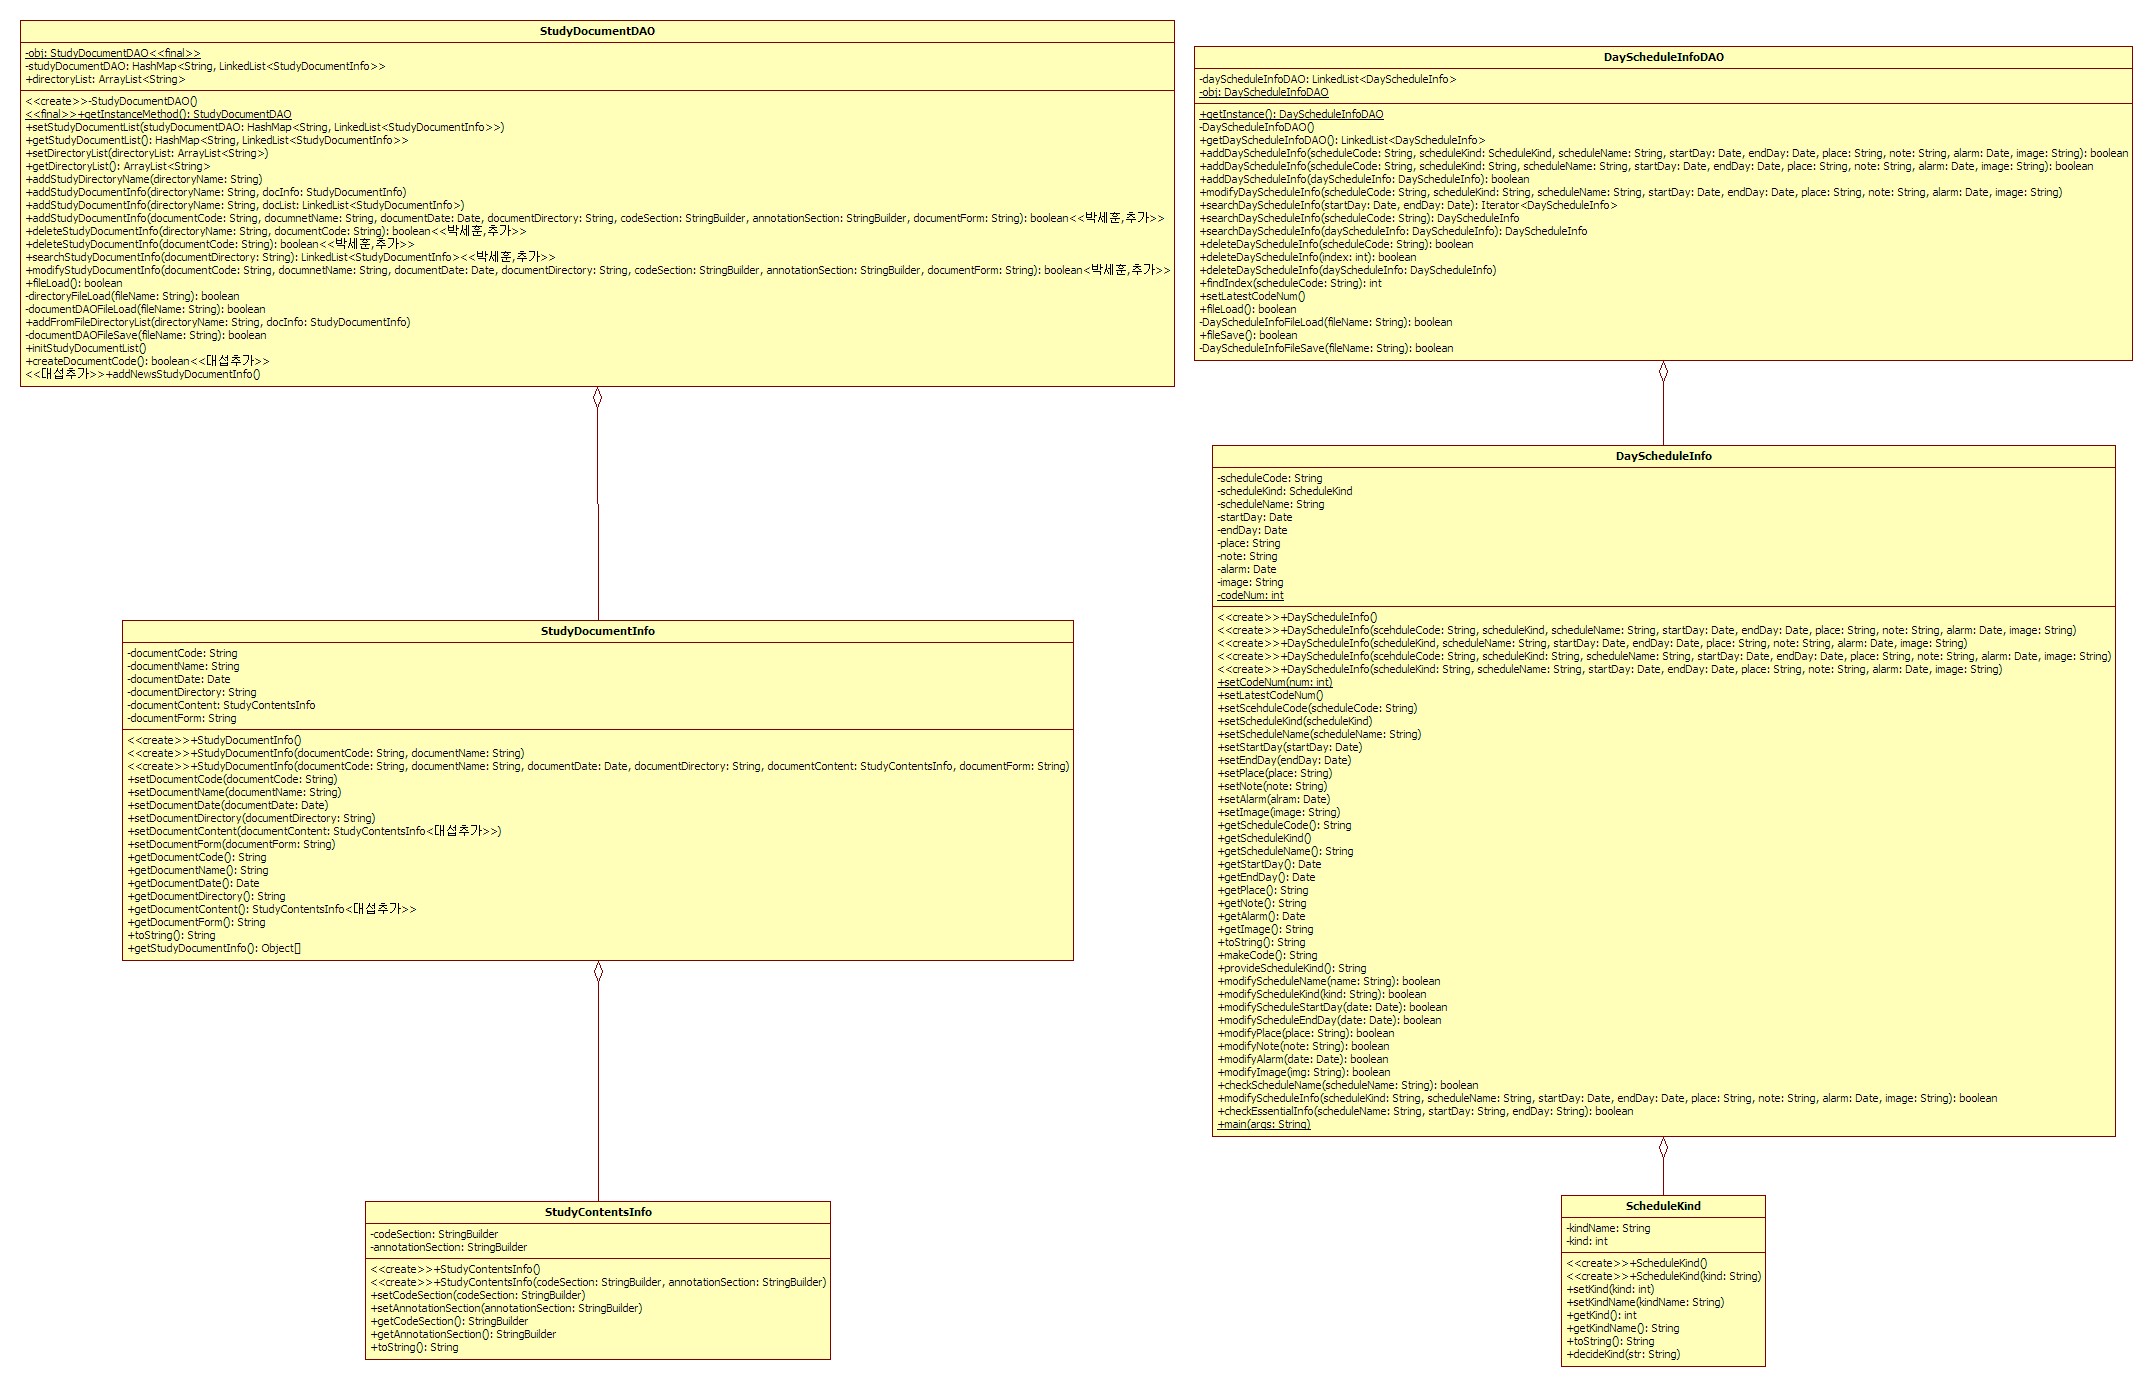 StudyDocumentDAO
-obj: StudyDocumentDAO<<final>>
-studyDocumentDAO: HashMap<String, LinkedList<StudyDocumentInfo>>
+directoryList: ArrayList<String>
<<create>>-StudyDocumentDAO()
<<final>>+getInstanceMethod(): StudyDocumentDAO
+setStudyDocumentList(studyDocumentDAO: HashMap<String, LinkedList<StudyDocumentInfo>>)
+getStudyDocumentList(): HashMap<String, LinkedList<StudyDocumentInfo>>
+setDirectoryList(directoryList: ArrayList<String>)
+getDirectoryList(): ArrayList<String>
+addStudyDirectoryName(directoryName: String)
+addStudyDocumentInfo(directoryName: String, docInfo: StudyDocumentInfo)
+addStudyDocumentInfo(directoryName: String, docList: LinkedList<StudyDocumentInfo>)
+addStudyDocumentInfo(documentCode: String, documnetName: String, documentDate: Date, documentDirectory: String, codeSection: StringBuilder, annotationSection: StringBuilder, documentForm: String): boolean<<박세훈,추가>>
+deleteStudyDocumentInfo(directoryName: String, documentCode: String): boolean<<박세훈,추가>>
+deleteStudyDocumentInfo(documentCode: String): boolean<<박세훈,추가>>
+searchStudyDocumentInfo(documentDirectory: String): LinkedList<StudyDocumentInfo><<박세훈,추가>>
+modifyStudyDocumentInfo(documentCode: String, documnetName: String, documentDate: Date, documentDirectory: String, codeSection: StringBuilder, annotationSection: StringBuilder, documentForm: String): boolean<박세훈,추가>>
+fileLoad(): boolean
-directoryFileLoad(fileName: String): boolean
-documentDAOFileLoad(fileName: String): boolean
+addFromFileDirectoryList(directoryName: String, docInfo: StudyDocumentInfo)
-documentDAOFileSave(fileName: String): boolean
+initStudyDocumentList()
+createDocumentCode(): boolean<<대섭추가>>
<<대섭추가>>+addNewsStudyDocumentInfo()
DayScheduleInfoDAO
-dayScheduleInfoDAO: LinkedList<DayScheduleInfo>
-obj: DayScheduleInfoDAO
+getInstance(): DayScheduleInfoDAO
-DayScheduleInfoDAO()
+getDayScheduleInfoDAO(): LinkedList<DayScheduleInfo>
+addDayScheduleInfo(scheduleCode: String, scheduleKind: ScheduleKind, scheduleName: String, startDay: Date, endDay: Date, place: String, note: String, alarm: Date, image: String): boolean
+addDayScheduleInfo(scheduleCode: String, scheduleKind: String, scheduleName: String, startDay: Date, endDay: Date, place: String, note: String, alarm: Date, image: String): boolean
+addDayScheduleInfo(dayScheduleInfo: DayScheduleInfo): boolean
+modifyDayScheduleInfo(scheduleCode: String, scheduleKind: String, scheduleName: String, startDay: Date, endDay: Date, place: String, note: String, alarm: Date, image: String)
+searchDayScheduleInfo(startDay: Date, endDay: Date): Iterator<DayScheduleInfo>
+searchDayScheduleInfo(scheduleCode: String): DayScheduleInfo
+searchDayScheduleInfo(dayScheduleInfo: DayScheduleInfo): DayScheduleInfo
+deleteDayScheduleInfo(scheduleCode: String): boolean
+deleteDayScheduleInfo(index: int): boolean
+deleteDayScheduleInfo(dayScheduleInfo: DayScheduleInfo)
+findIndex(scheduleCode: String): int
+setLatestCodeNum()
+fileLoad(): boolean
-DayScheduleInfoFileLoad(fileName: String): boolean
+fileSave(): boolean
-DayScheduleInfoFileSave(fileName: String): boolean
DayScheduleInfo
-scheduleCode: String
-scheduleKind: ScheduleKind
-scheduleName: String
-startDay: Date
-endDay: Date
-place: String
-note: String
-alarm: Date
-image: String
-codeNum: int
<<create>>+DayScheduleInfo()
<<create>>+DayScheduleInfo(scehduleCode: String, scheduleKind, scheduleName: String, startDay: Date, endDay: Date, place: String, note: String, alarm: Date, image: String)
<<create>>+DayScheduleInfo(scheduleKind, scheduleName: String, startDay: Date, endDay: Date, place: String, note: String, alarm: Date, image: String)
<<create>>+DayScheduleInfo(scehduleCode: String, scheduleKind: String, scheduleName: String, startDay: Date, endDay: Date, place: String, note: String, alarm: Date, image: String)
<<create>>+DayScheduleInfo(scheduleKind: String, scheduleName: String, startDay: Date, endDay: Date, place: String, note: String, alarm: Date, image: String)
+setCodeNum(num: int)
+setLatestCodeNum()
+setScehduleCode(scheduleCode: String)
+setScheduleKind(scheduleKind)
+setScheduleName(scheduleName: String)
+setStartDay(startDay: Date)
+setEndDay(endDay: Date)
+setPlace(place: String)
+setNote(note: String)
+setAlarm(alram: Date)
+setImage(image: String)
+getScheduleCode(): String
+getScheduleKind()
+getScheduleName(): String
+getStartDay(): Date
+getEndDay(): Date
+getPlace(): String
+getNote(): String
+getAlarm(): Date
+getImage(): String
+toString(): String
+makeCode(): String
+provideScheduleKind(): String
+modifyScheduleName(name: String): boolean
+modifyScheduleKind(kind: String): boolean
+modifyScheduleStartDay(date: Date): boolean
+modifyScheduleEndDay(date: Date): boolean
+modifyPlace(place: String): boolean
+modifyNote(note: String): boolean
+modifyAlarm(date: Date): boolean
+modifyImage(img: String): boolean
+checkScheduleName(scheduleName: String): boolean
+modifyScheduleInfo(scheduleKind: String, scheduleName: String, startDay: Date, endDay: Date, place: String, note: String, alarm: Date, image: String): boolean
+checkEssentialInfo(scheduleName: String, startDay: String, endDay: String): boolean
+main(args: String)
StudyDocumentInfo
-documentCode: String
-documentName: String
-documentDate: Date
-documentDirectory: String
-documentContent: StudyContentsInfo
-documentForm: String
<<create>>+StudyDocumentInfo()
<<create>>+StudyDocumentInfo(documentCode: String, documentName: String)
<<create>>+StudyDocumentInfo(documentCode: String, documentName: String, documentDate: Date, documentDirectory: String, documentContent: StudyContentsInfo, documentForm: String)
+setDocumentCode(documentCode: String)
+setDocumentName(documentName: String)
+setDocumentDate(documentDate: Date)
+setDocumentDirectory(documentDirectory: String)
+setDocumentContent(documentContent: StudyContentsInfo<대섭추가>>)
+setDocumentForm(documentForm: String)
+getDocumentCode(): String
+getDocumentName(): String
+getDocumentDate(): Date
+getDocumentDirectory(): String
+getDocumentContent(): StudyContentsInfo<대섭추가>>
+getDocumentForm(): String
+toString(): String
+getStudyDocumentInfo(): Object[]
StudyContentsInfo
-codeSection: StringBuilder
-annotationSection: StringBuilder
<<create>>+StudyContentsInfo()
<<create>>+StudyContentsInfo(codeSection: StringBuilder, annotationSection: StringBuilder)
+setCodeSection(codeSection: StringBuilder)
+setAnnotationSection(annotationSection: StringBuilder)
+getCodeSection(): StringBuilder
+getAnnotationSection(): StringBuilder
+toString(): String
ScheduleKind
-kindName: String
-kind: int
<<create>>+ScheduleKind()
<<create>>+ScheduleKind(kind: String)
+setKind(kind: int)
+setKindName(kindName: String)
+getKind(): int
+getKindName(): String
+toString(): String
+decideKind(str: String)